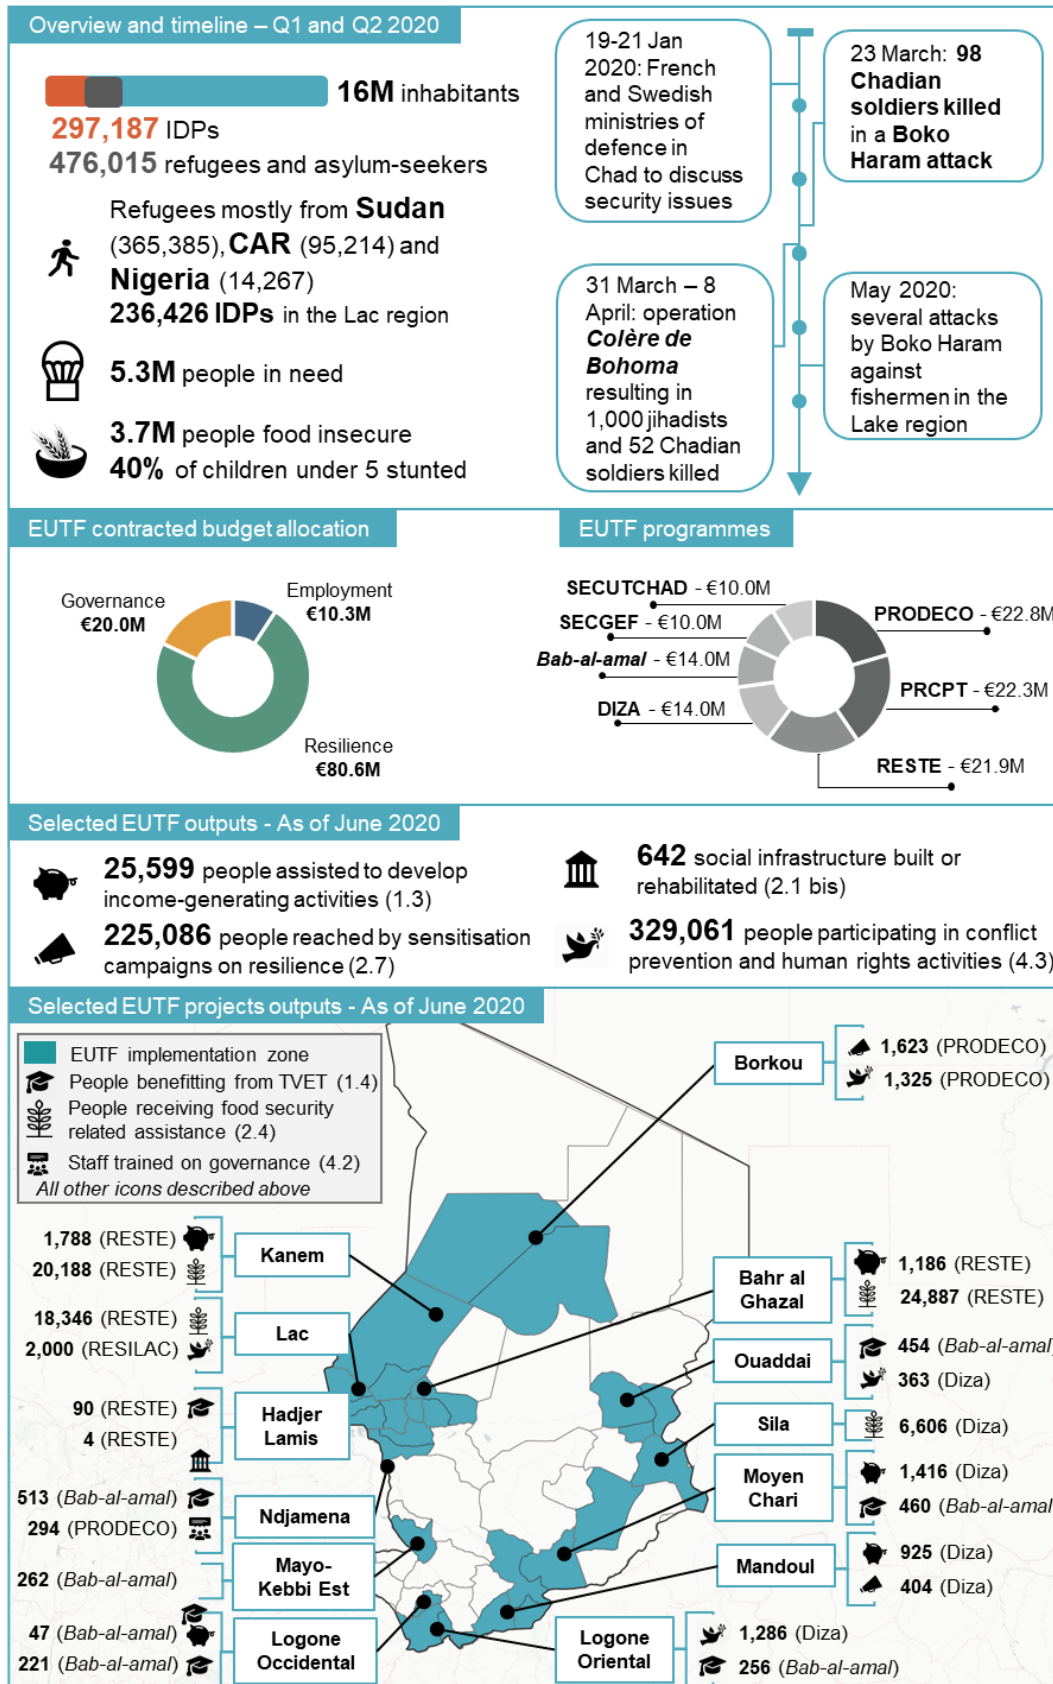 Overview and timeline – Q1 and Q2 2020
16M inhabitants
297,187 IDPs
476,015 refugees and asylum-seekers
Refugees mostly from Sudan
(365,385), CAR (95,214) and
Nigeria (14,267)
236,426 IDPs in the Lac region
5.3M people in need
3.7M people food insecure
40% of children under 5 stunted
19-21 Jan
2020: French
and Swedish
ministries of
defence in
Chad to discuss
security issues
23 March: 98
Chadian
soldiers killed
in a Boko
Haram attack
31 March – 8
April: operation
Colère de
Bohoma
resulting in
1,000 jihadists
and 52 Chadian
soldiers killed
May 2020:
several attacks
by Boko Haram
against
fishermen in the
Lake region
EUTF contracted budget allocation
Governance
€20.0M
Employment
€10.3M
Resilience
€80.6M
EUTF programmes
SECUTCHAD - €10.0M
SECGEF - €10.0M
Bab-al-amal - €14.0M
DIZA - €14.0M
PRODECO - €22.8M
PRCPT - €22.3M
RESTE - €21.9M
Selected EUTF outputs - As of June 2020
25,599 people assisted to develop
income-generating activities (1.3)
225,086 people reached by sensitisation
campaigns on resilience (2.7)
642 social infrastructure built or
rehabilitated (2.1 bis)
329,061 people participating in conflict
prevention and human rights activities (4.3)
Selected EUTF projects outputs - As of June 2020
EUTF implementation zone
People benefitting from TVET (1.4)
People receiving food security
related assistance (2.4)
Staff trained on governance (4.2)
All other icons described above
Borkou
1,623 (PRODECO)
1,325 (PRODECO)
1,788 (RESTE)
20,188 (RESTE)
Kanem
18,346 (RESTE)
2,000 (RESILAC)
Lac
90 (RESTE)
4 (RESTE)
Hadjer
Lamis
513 (Bab-al-amal)
294 (PRODECO)
Ndjamena
262 (Bab-al-amal)
Mayo-
Kebbi Est
47 (Bab-al-amal)
221 (Bab-al-amal)
Logone
Occidental
Bahr al
Ghazal
1,186 (RESTE)
24,887 (RESTE)
Ouaddai
454 (Bab-al-amal)
363 (Diza)
Sila
6,606 (Diza)
Moyen
Chari
1,416 (Diza)
460 (Bab-al-amal
Mandoul
925 (Diza)
404 (Diza)
Logone
Oriental
1,286 (Diza)
256 (Bab-al-amal)